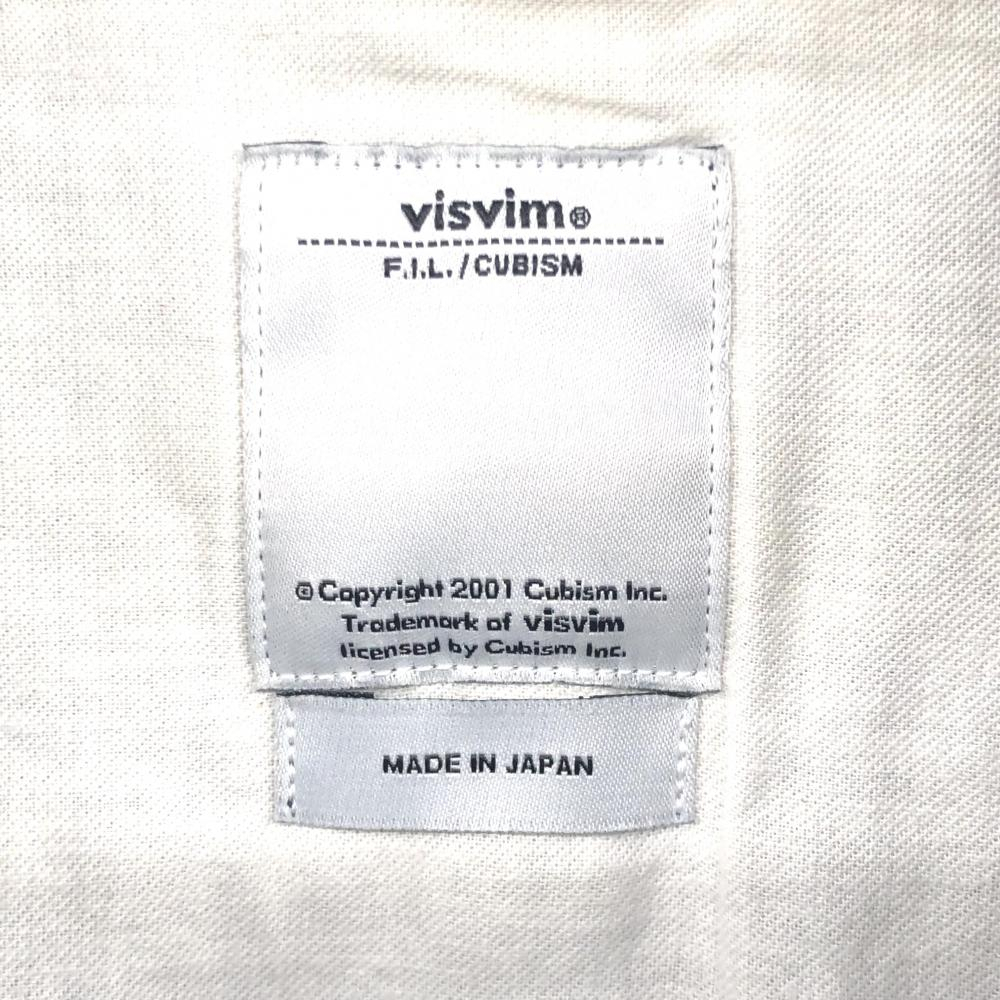 visvim®
F.I.L./CUBISM
©Copyright 2001 Cubism Inc.
Trademark of visvim
licensed by Cubism Inc.
MADE IN JAPAN